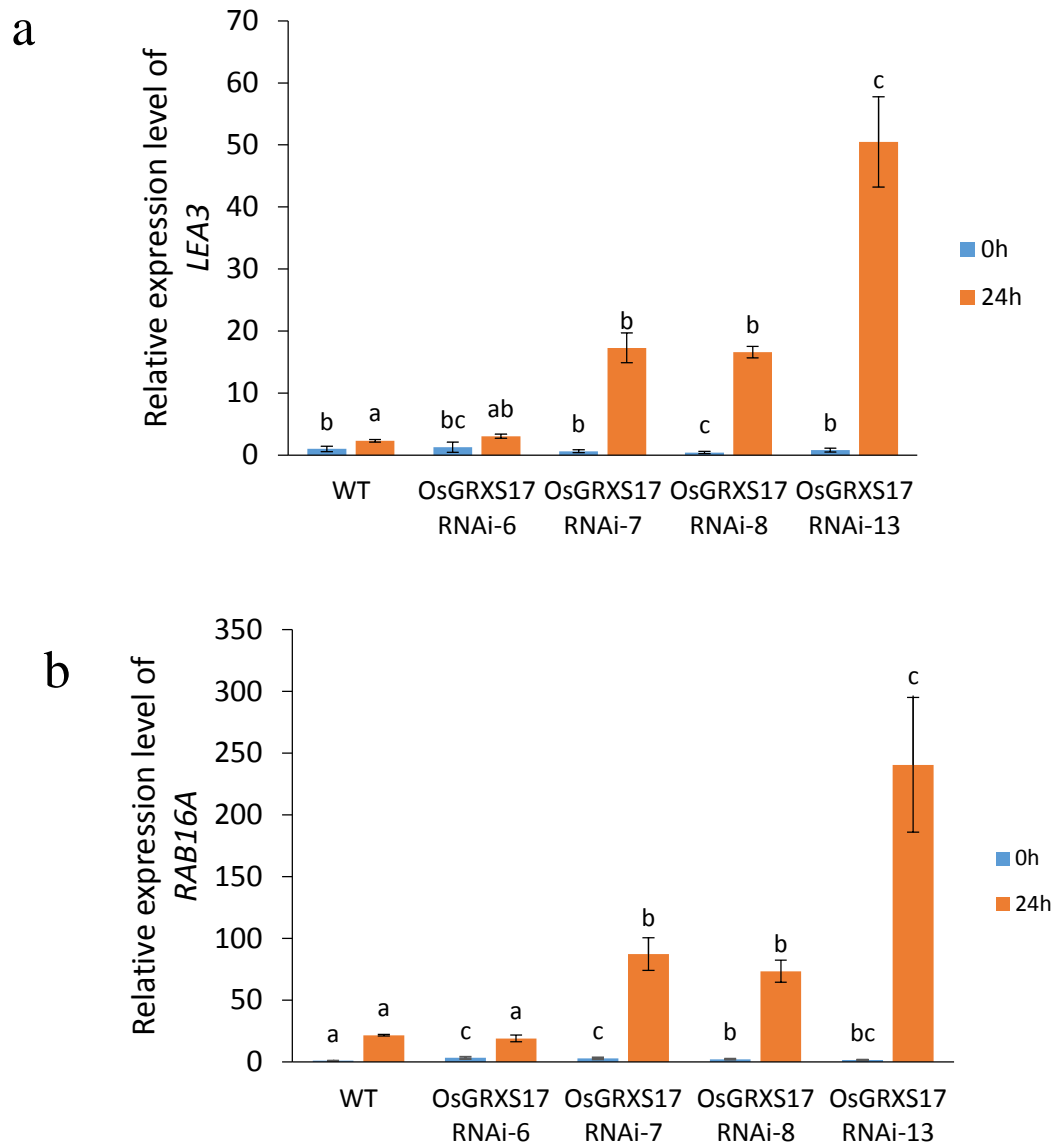 a
Relative expression level of
LEA3
70
60
50
40
30
20
10
0
b
a
bc
ab
b
b
c
b
b
c
WT
OsGRXS17
RNAi-6
OsGRXS17
RNAi-7
OsGRXS17
RNAi-8
OsGRXS17
RNAi-13
0h
24h
b
Relative expression level of
RAB16A
350
300
250
200
150
100
50
0
a
a
c
a
c
b
b
b
bc
c
WT
OsGRXS17
RNAi-6
OsGRXS17
RNAi-7
OsGRXS17
RNAi-8
OsGRXS17
RNAi-13
0h
24h